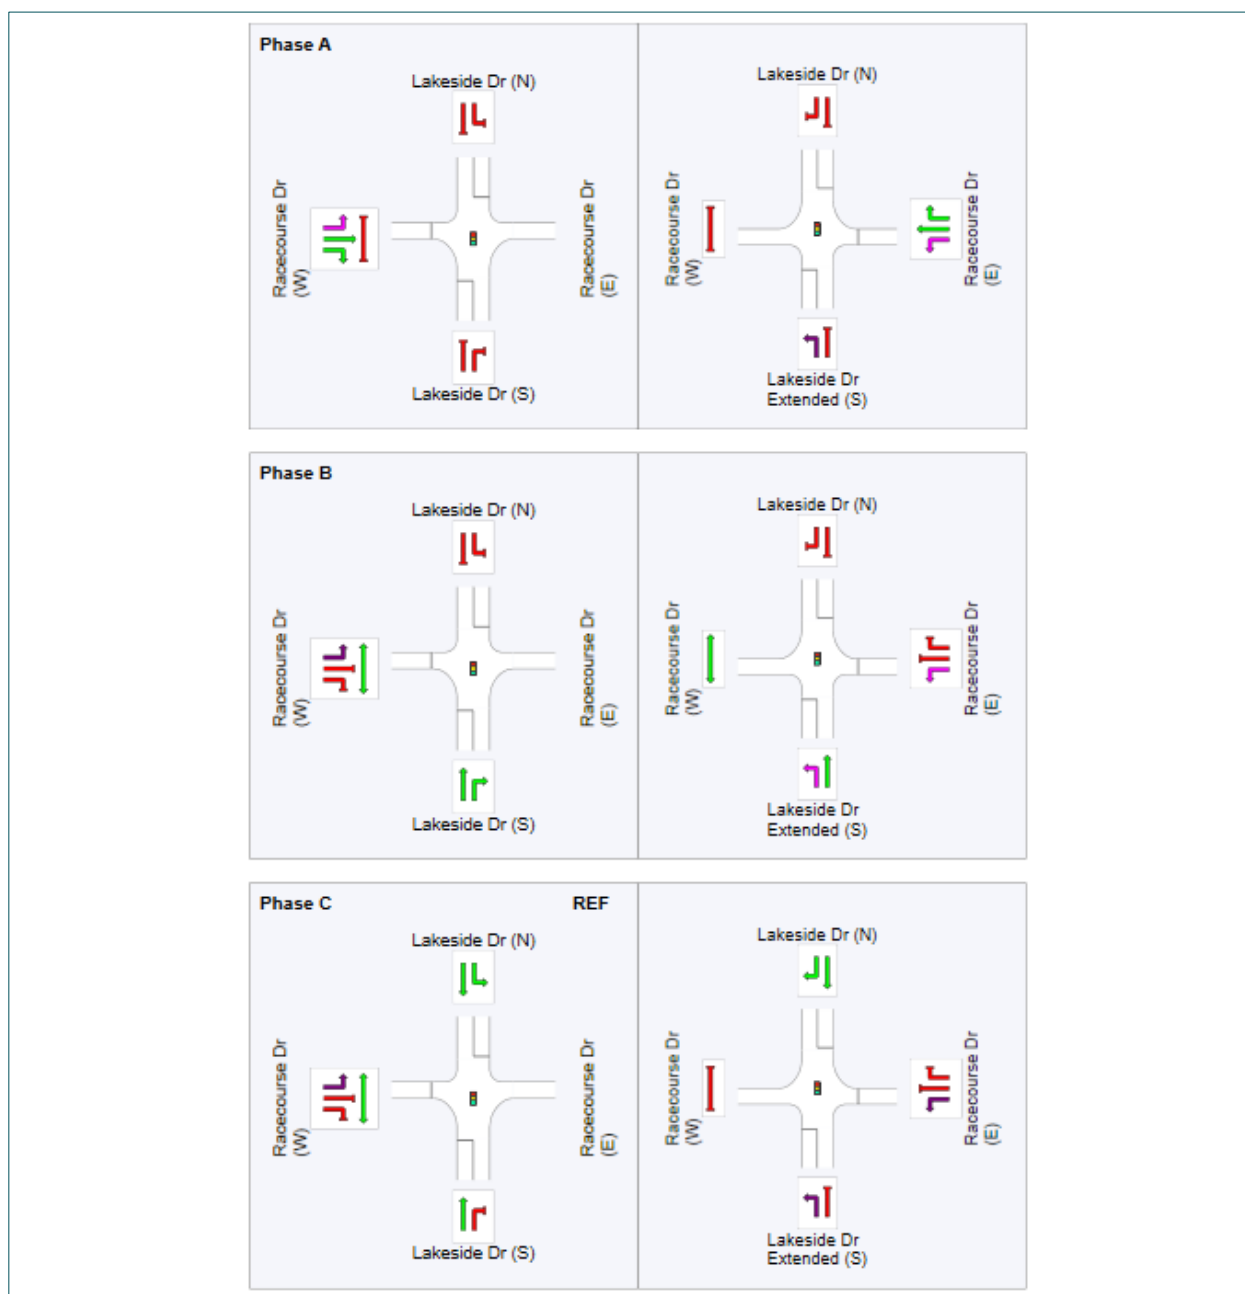 Phase A
Lakeside Dr (N)
Racecourse Dr
(W)
Racecourse Dr
(E)
Lakeside Dr (S)
Lakeside Dr (N)
Racecourse Dr
(W)
Racecourse Dr
(E)
Lakeside Dr
Extended (S)
Phase B
Lakeside Dr (N)
Racecourse Dr
(W)
Racecourse Dr
(E)
Lakeside Dr (S)
Lakeside Dr (N)
Racecourse Dr
(W)
Racecourse Dr
(E)
Lakeside Dr
Extended (S)
Phase C
REF
Lakeside Dr (N)
Racecourse Dr
(W)
Racecourse Dr
(E)
Lakeside Dr (S)
Lakeside Dr (N)
Racecourse Dr
(W)
Racecourse Dr
(E)
Lakeside Dr
Extended (S)